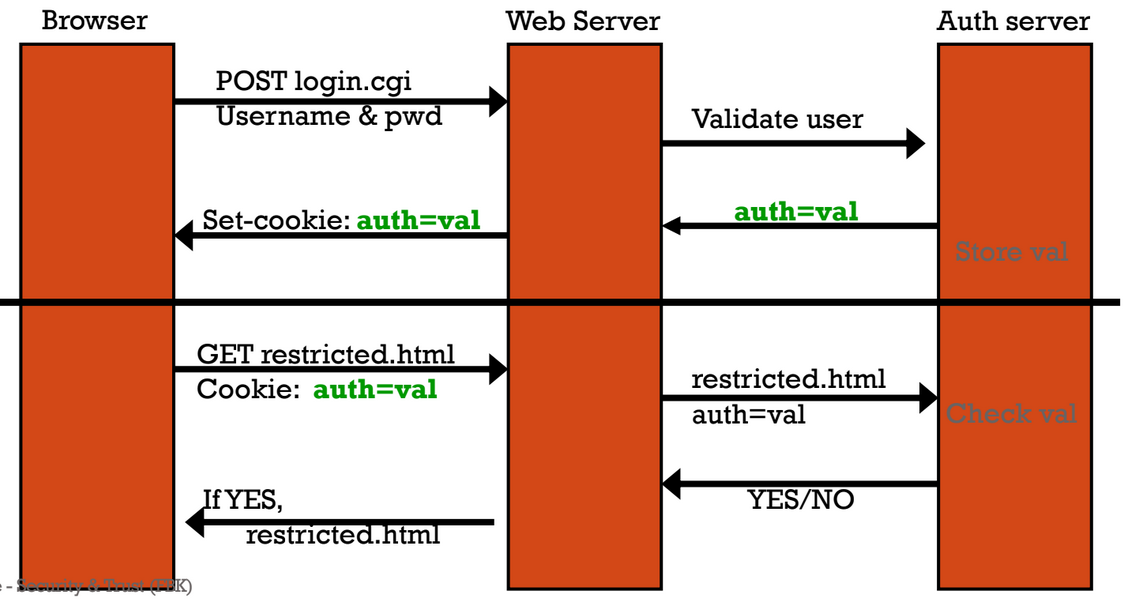 Browser
Web Server
Auth server
POST login.cgi
Username & pwd
Validate user
Set-cookie: auth=val
auth=val
Store val
GET restricted.html
Cookie: auth=val
restricted.html
auth=val
Check val
If YES,
restricted.html
YES/NO
- Security & Trust (FBK)